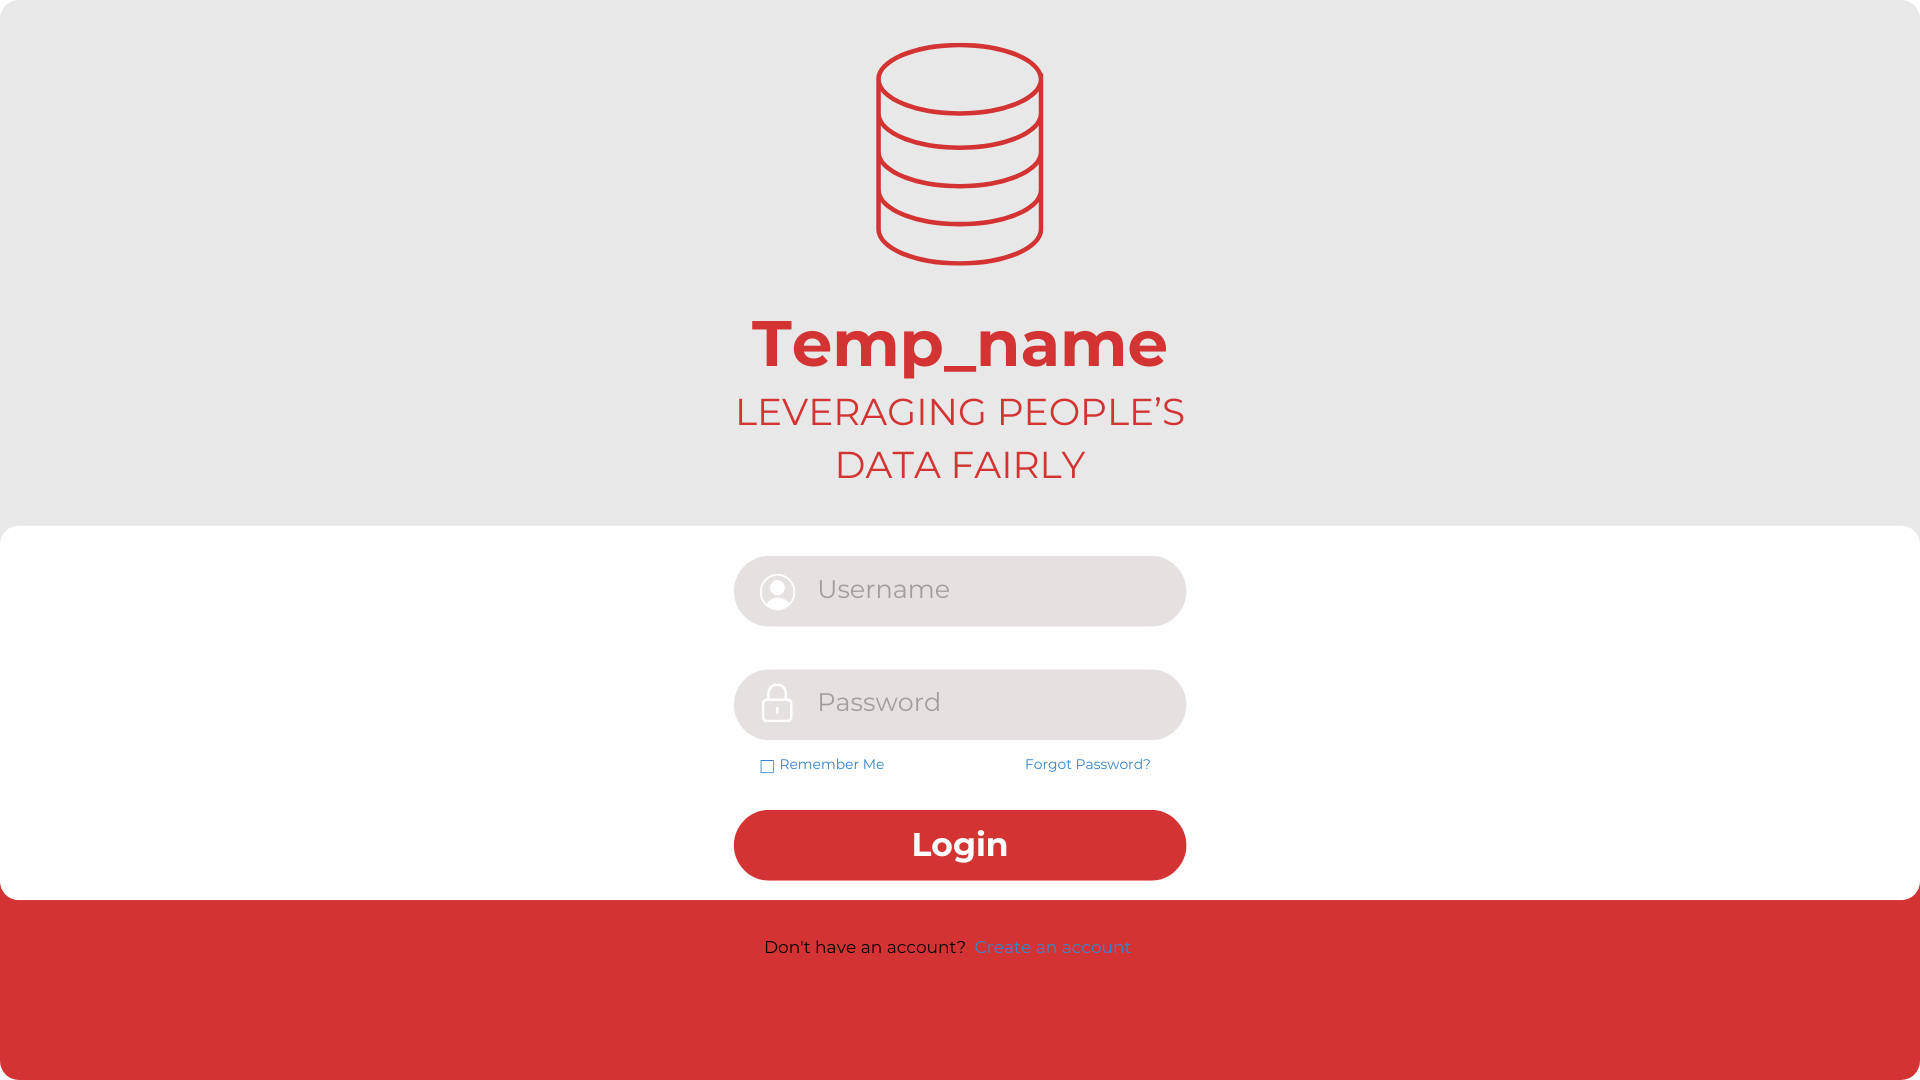 Temp_name
LEVERAGING PEOPLE’S
DATA FAIRLY
Username
Password
Remember Me Forgot Password?
Login
Don't have an account? Create an account